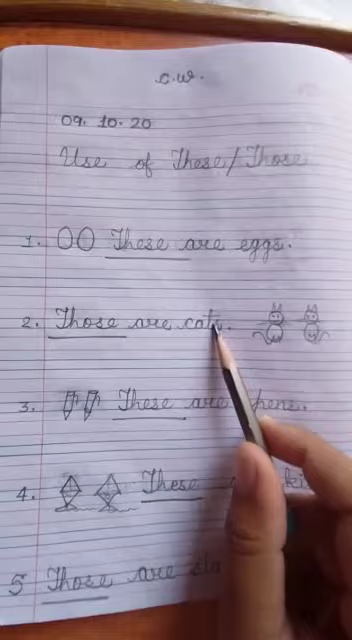 c.w.
09.10.20
Use of These/Those
1. These are eggs.
2. Those are cats.
3. These are pens.
4. These
5 Those are